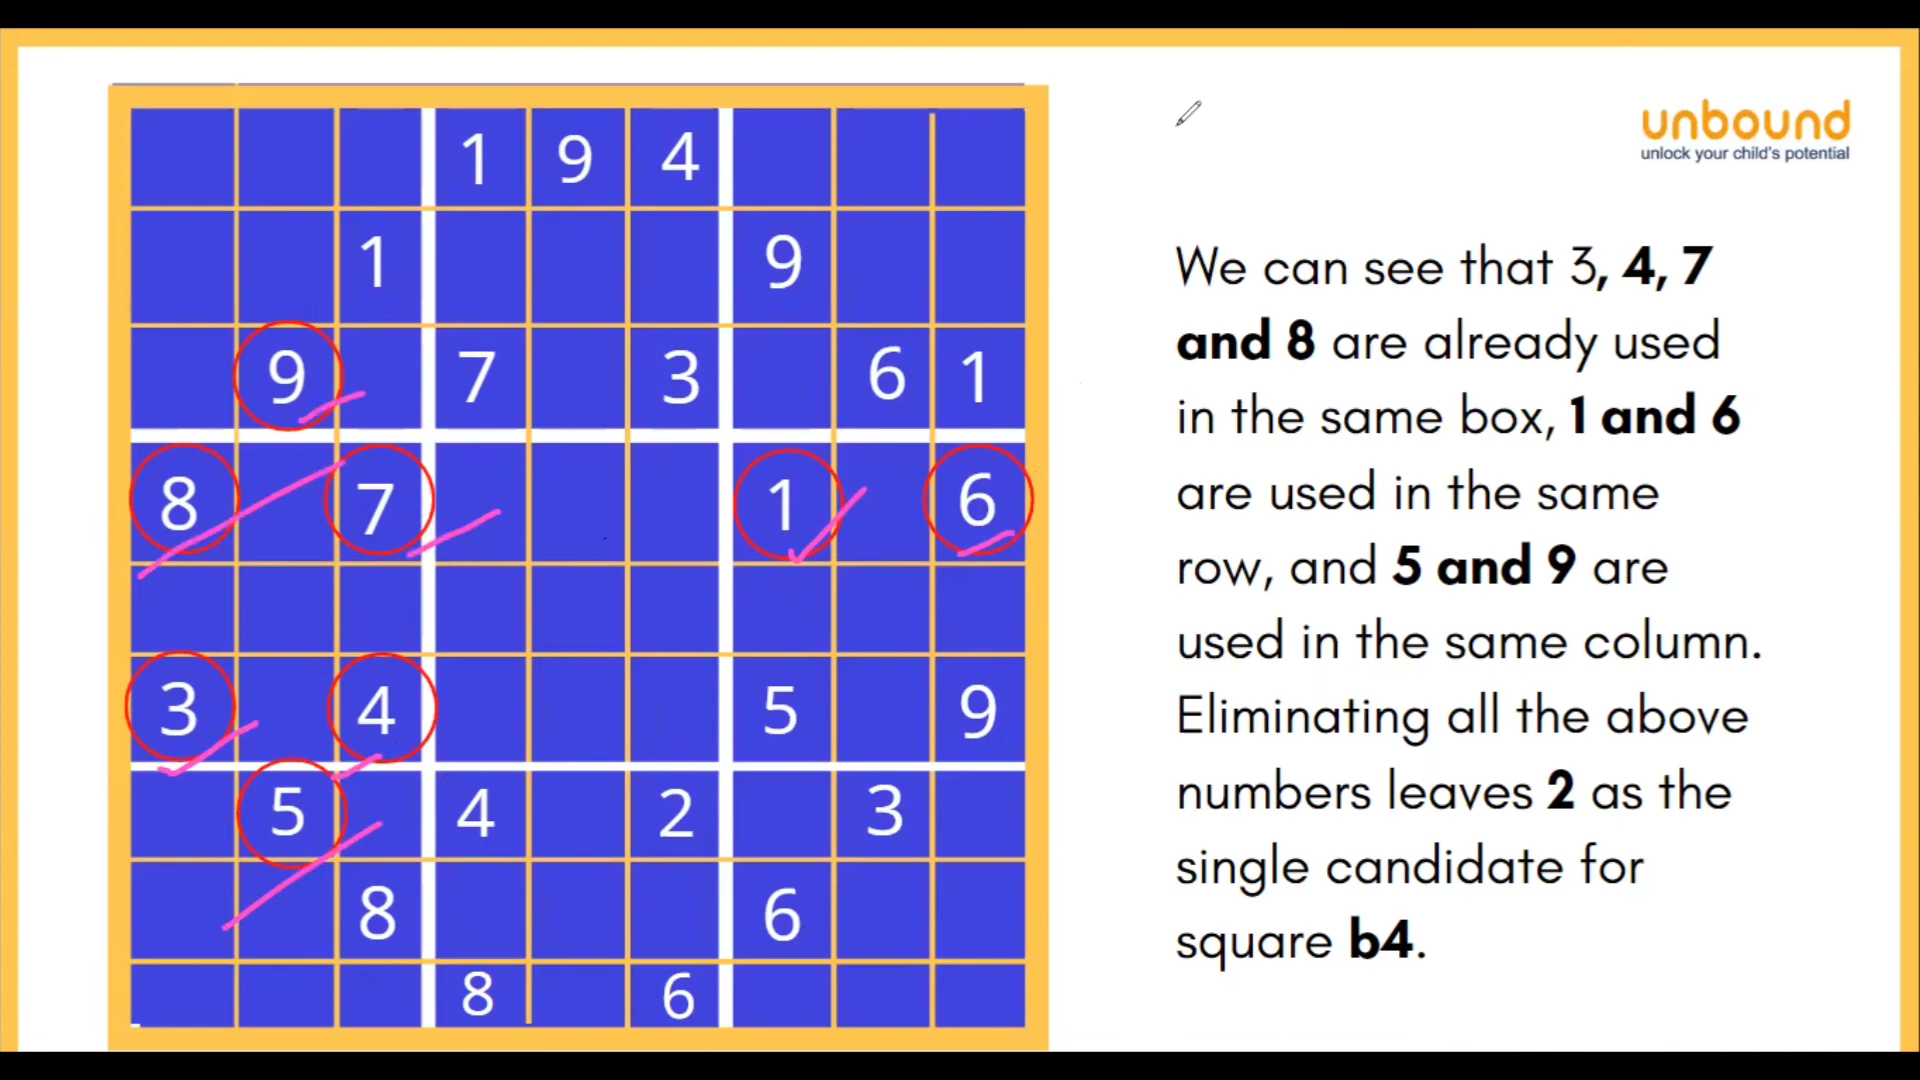 1 9 4
1 9
9 7 3 6 1
8 7 1 6
3 4 5 9
5 4 2 3
8 6
8 6
unbound
unlock your child's potential
We can see that 3, 4, 7
and 8 are already used
in the same box, 1 and 6
are used in the same
row, and 5 and 9 are
used in the same column.
Eliminating all the above
numbers leaves 2 as the
single candidate for
square b4.